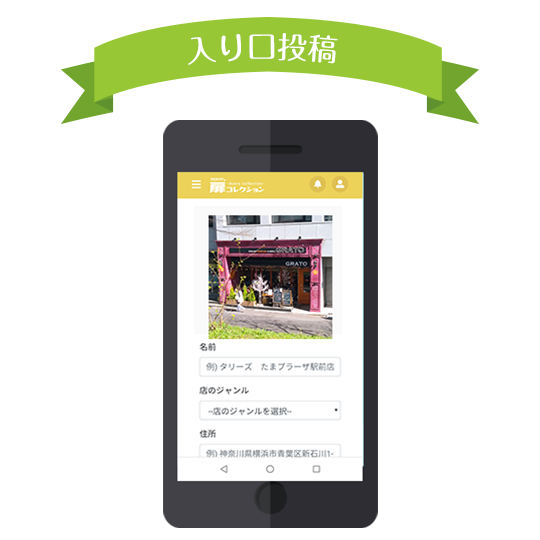 入り口投稿
扉コレクション
GRATO
GRATO
名前
例) タリーズ　たまプラーザ駅前店
店のジャンル
--店のジャンルを選択--
住所
例) 神奈川県横浜市青葉区新石川1-